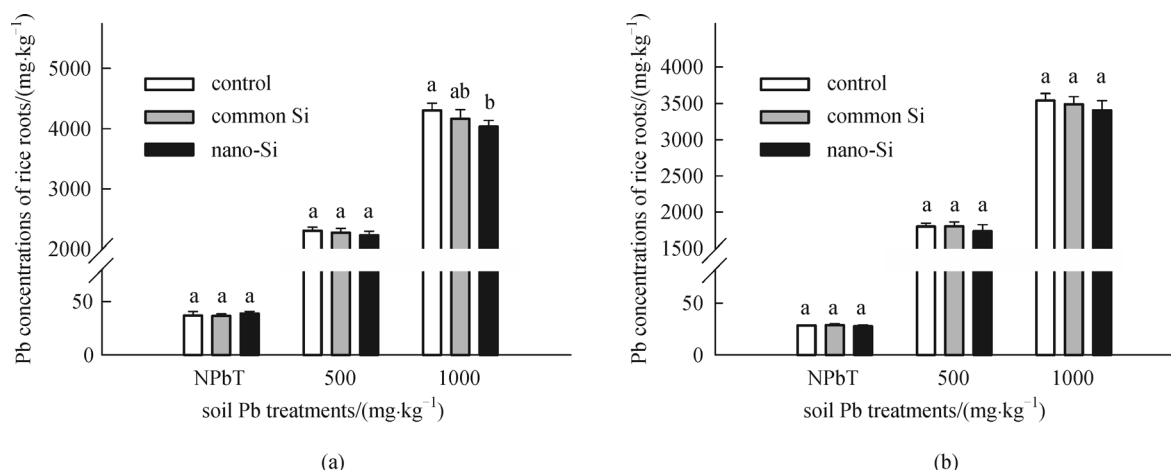 Pb concentrations of rice roots/(mg·kg⁻¹)
5000
4000
3000
2000
50
0
control
common Si
nano-Si
a ab b
a a a
a a a
NPbT 500 1000
soil Pb treatments/(mg·kg⁻¹)
(a)
Pb concentrations of rice roots/(mg·kg⁻¹)
4000
3500
3000
2500
2000
1500
50
0
control
common Si
nano-Si
a a a
a a a
a a a
NPbT 500 1000
soil Pb treatments/(mg·kg⁻¹)
(b)